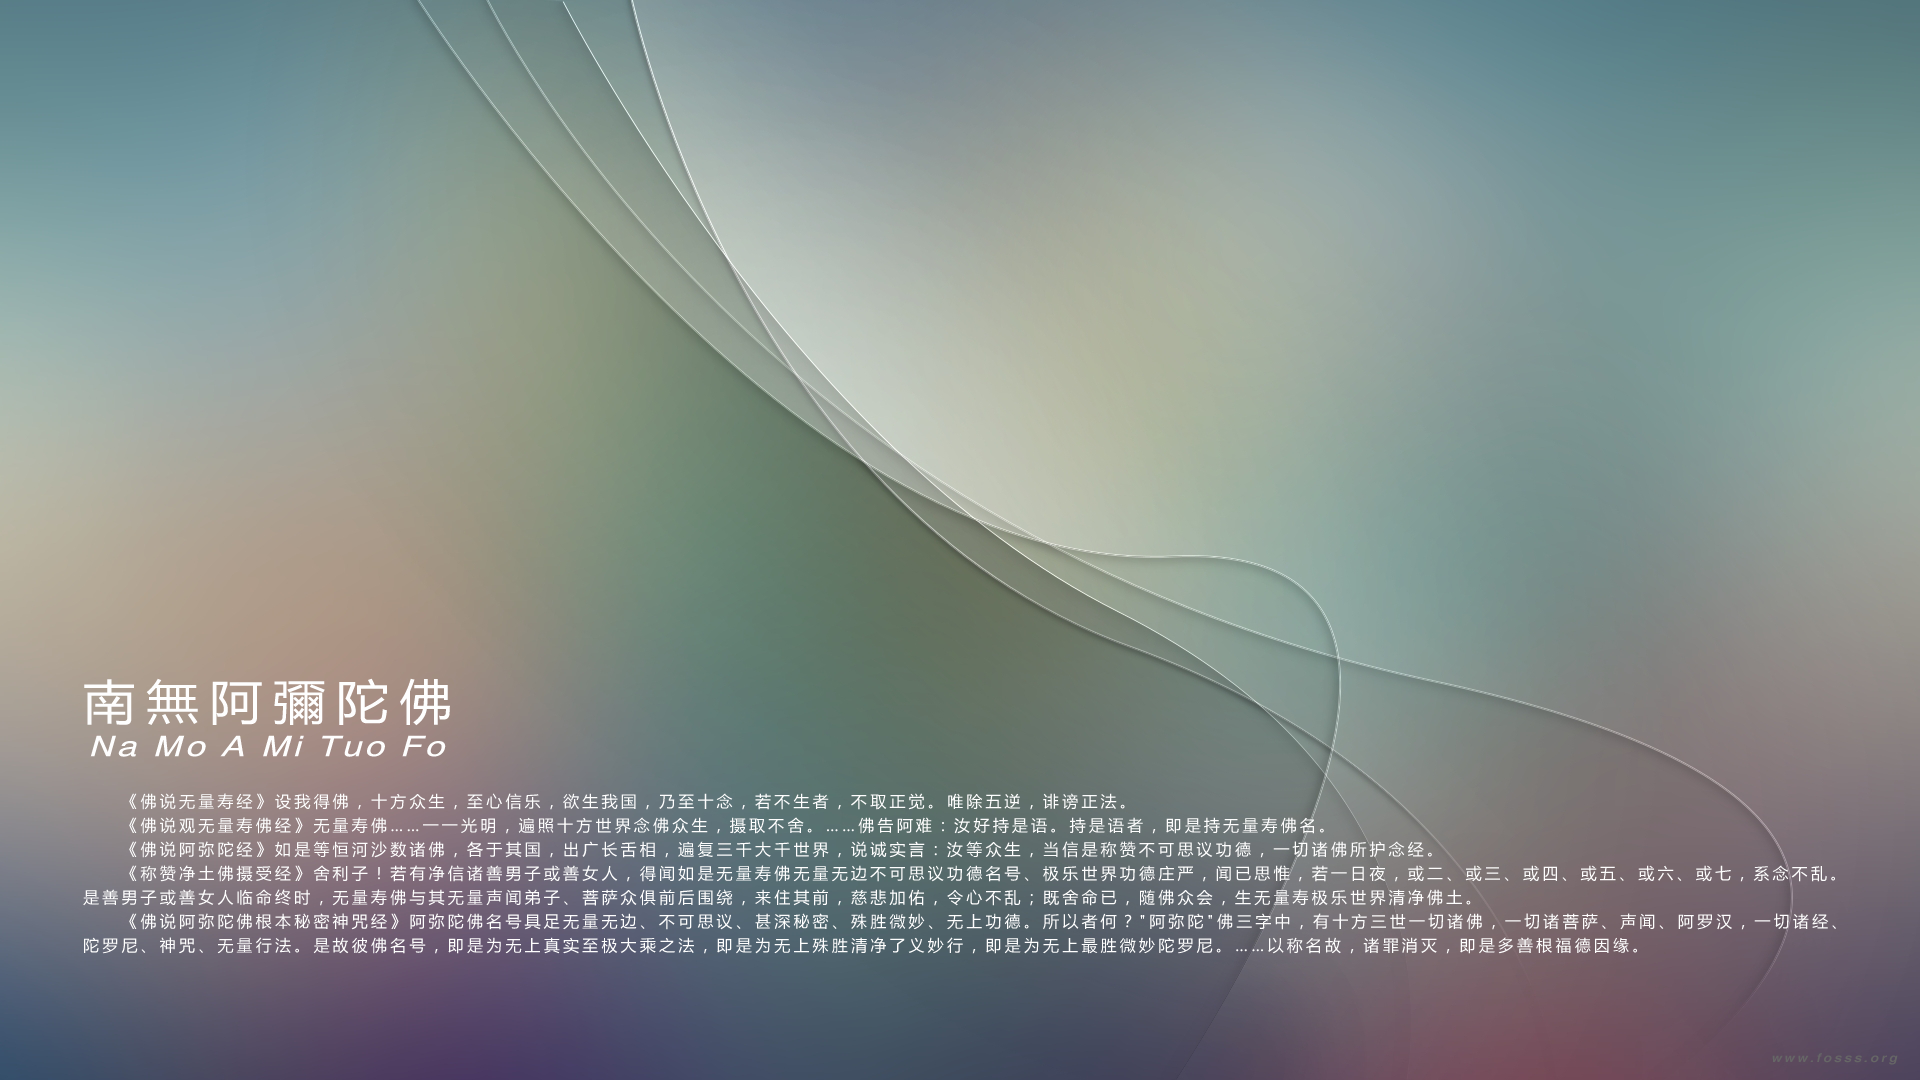 南無阿彌陀佛
Na Mo A Mi Tuo Fo
《佛说无量寿经》设我得佛，十方众生，至心信乐，欲生我国，乃至十念，若不生者，不取正觉。唯除五逆，诽谤正法。
《佛说观无量寿佛经》无量寿佛……一一光明，遍照十方世界念佛众生，摄取不舍。……佛告阿难：汝好持是语。持是语者，即是持无量寿佛名。
《佛说阿弥陀经》如是等恒河沙数诸佛，各于其国，出广长舌相，遍复三千大千世界，说诚实言：汝等众生，当信是称赞不可思议功德，一切诸佛所护念经。
《称赞净土佛摄受经》舍利子！若有净信诸善男子或善女人，得闻如是无量寿佛无量无边不可思议功德名号、极乐世界功德庄严，闻已思惟，若一日夜，或二、或三、或四、或五、或六、或七，系念不乱。
是善男子或善女人临命终时，无量寿佛与其无量声闻弟子、菩萨众俱前后围绕，来住其前，慈悲加佑，令心不乱；既舍命已，随佛众会，生无量寿极乐世界清净佛土。
《佛说阿弥陀佛根本秘密神咒经》阿弥陀佛名号具足无量无边、不可思议、甚深秘密、殊胜微妙、无上功德。所以者何？"阿弥陀"佛三字中，有十方三世一切诸佛，一切诸菩萨、声闻、阿罗汉，一切诸经、
陀罗尼、神咒、无量行法。是故彼佛名号，即是为无上真实至极大乘之法，即是为无上殊胜清净了义妙行，即是为无上最胜微妙陀罗尼。……以称名故，诸罪消灭，即是多善根福德因缘。
www.fosss.org